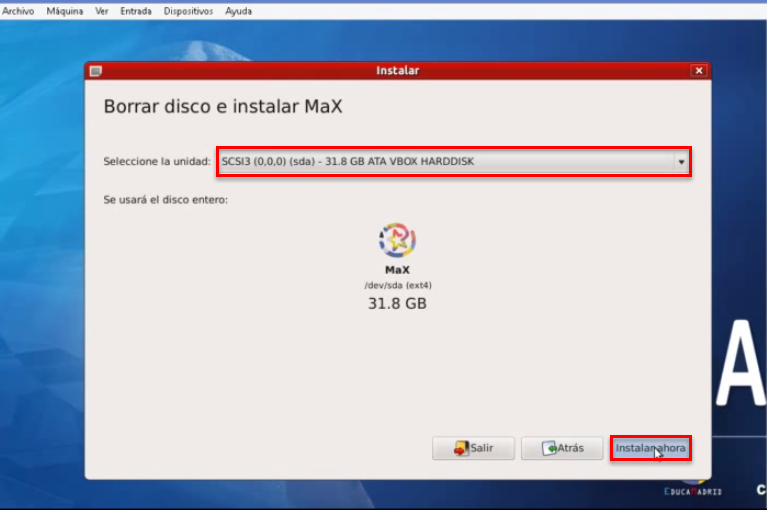 Archivo Máquina Ver Entrada Dispositivos Ayuda
Instalar
Borrar disco e instalar MaX
Seleccione la unidad: SCSI3 (0,0,0) (sda) - 31.8 GB ATA VBOX HARDDISK
Se usará el disco entero:
MaX
/dev/sda (ext4)
31.8 GB
A
Salir Atrás Instalar ahora
EDUCAMADRID C